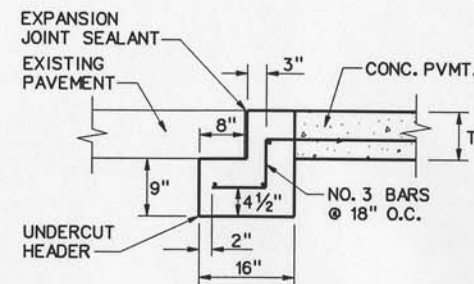 EXPANSION
JOINT SEALANT
EXISTING
PAVEMENT
3"
CONC. PVMT.
8"
T
9"
4 ½"
NO. 3 BARS
@ 18" O.C.
UNDERCUT
HEADER
2"
16"